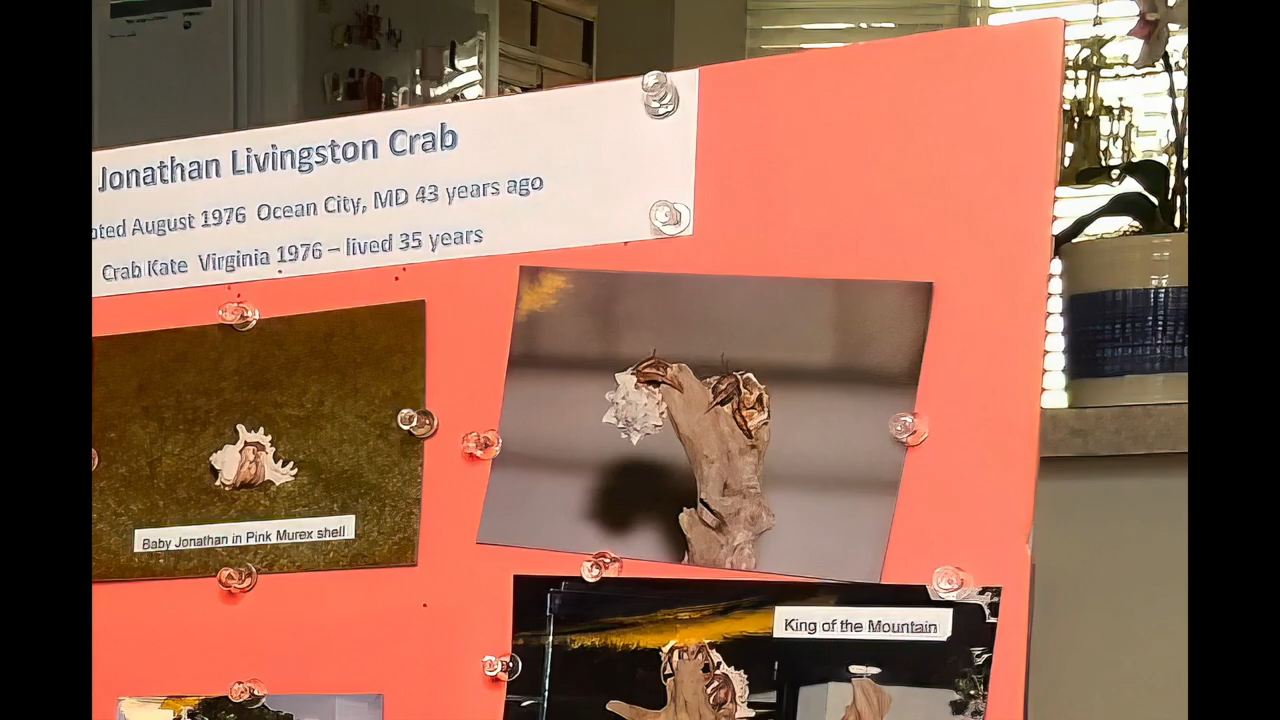 Jonathan Livingston Crab
August 1976 Ocean City, MD 43 years ago
Crab Kate Virginia 1976 – lived 35 years
Baby Jonathan in Pink Murex shell
King of the Mountain